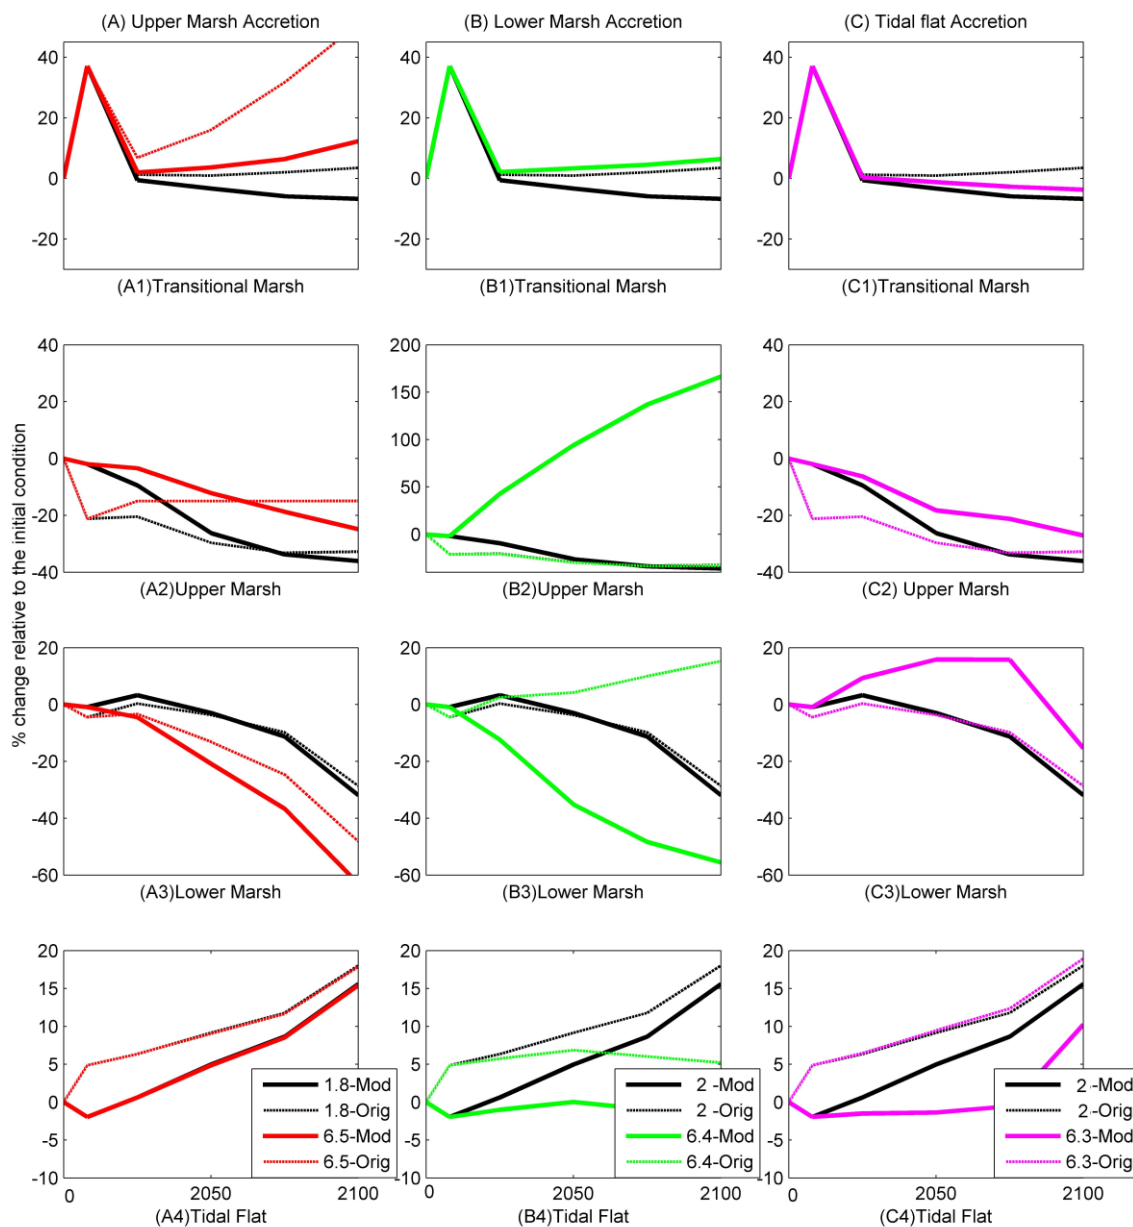 (A) Upper Marsh Accretion
(B) Lower Marsh Accretion
(C) Tidal flat Accretion
40
20
0
-20
40
20
0
-20
40
20
0
-20
(A1)Transitional Marsh
(B1)Transitional Marsh
(C1)Transitional Marsh
% change relative to the initial condition
40
20
0
-20
-40
200
150
100
50
0
40
20
0
-20
-40
(A2)Upper Marsh
(B2)Upper Marsh
(C2) Upper Marsh
20
0
-20
-40
-60
20
0
-20
-40
-60
20
0
-20
-40
-60
(A3)Lower Marsh
(B3)Lower Marsh
(C3)Lower Marsh
20
15
10
5
0
-5
-10
20
15
10
5
0
-5
-10
20
15
10
5
0
-5
-10
1.8-Mod
1.8-Orig
6.5-Mod
6.5-Orig
2 -Mod
2 -Orig
6.4-Mod
6.4-Orig
2 -Mod
2 -Orig
6.3-Mod
6.3-Orig
0 2050 2100
0 2050 2100
0 2050 2100
(A4)Tidal Flat
(B4)Tidal Flat
(C4)Tidal Flat